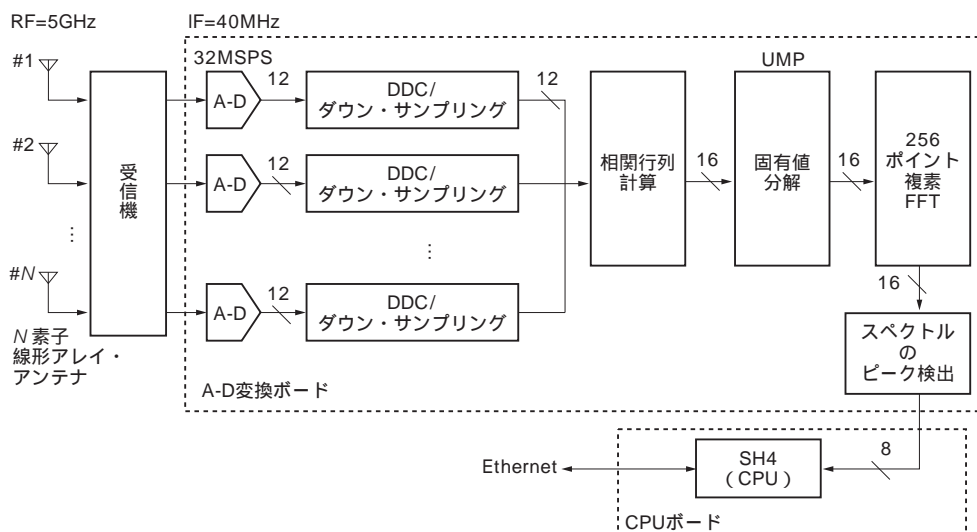 RF=5GHz
IF=40MHz
#1
32MSPS
A-D
12
DDC/
ダウン・サンプリング
12
#2
A-D
12
DDC/
ダウン・サンプリング
…
…
#N
A-D
12
DDC/
ダウン・サンプリング
受信機
N 素子
線形アレイ・
アンテナ
相関行列
計算
16
UMP
固有値
分解
16
256
ポイント
複素
FFT
16
スペクトル
の
ピーク検出
A-D変換ボード
8
Ethernet
SH4
(CPU)
CPUボード